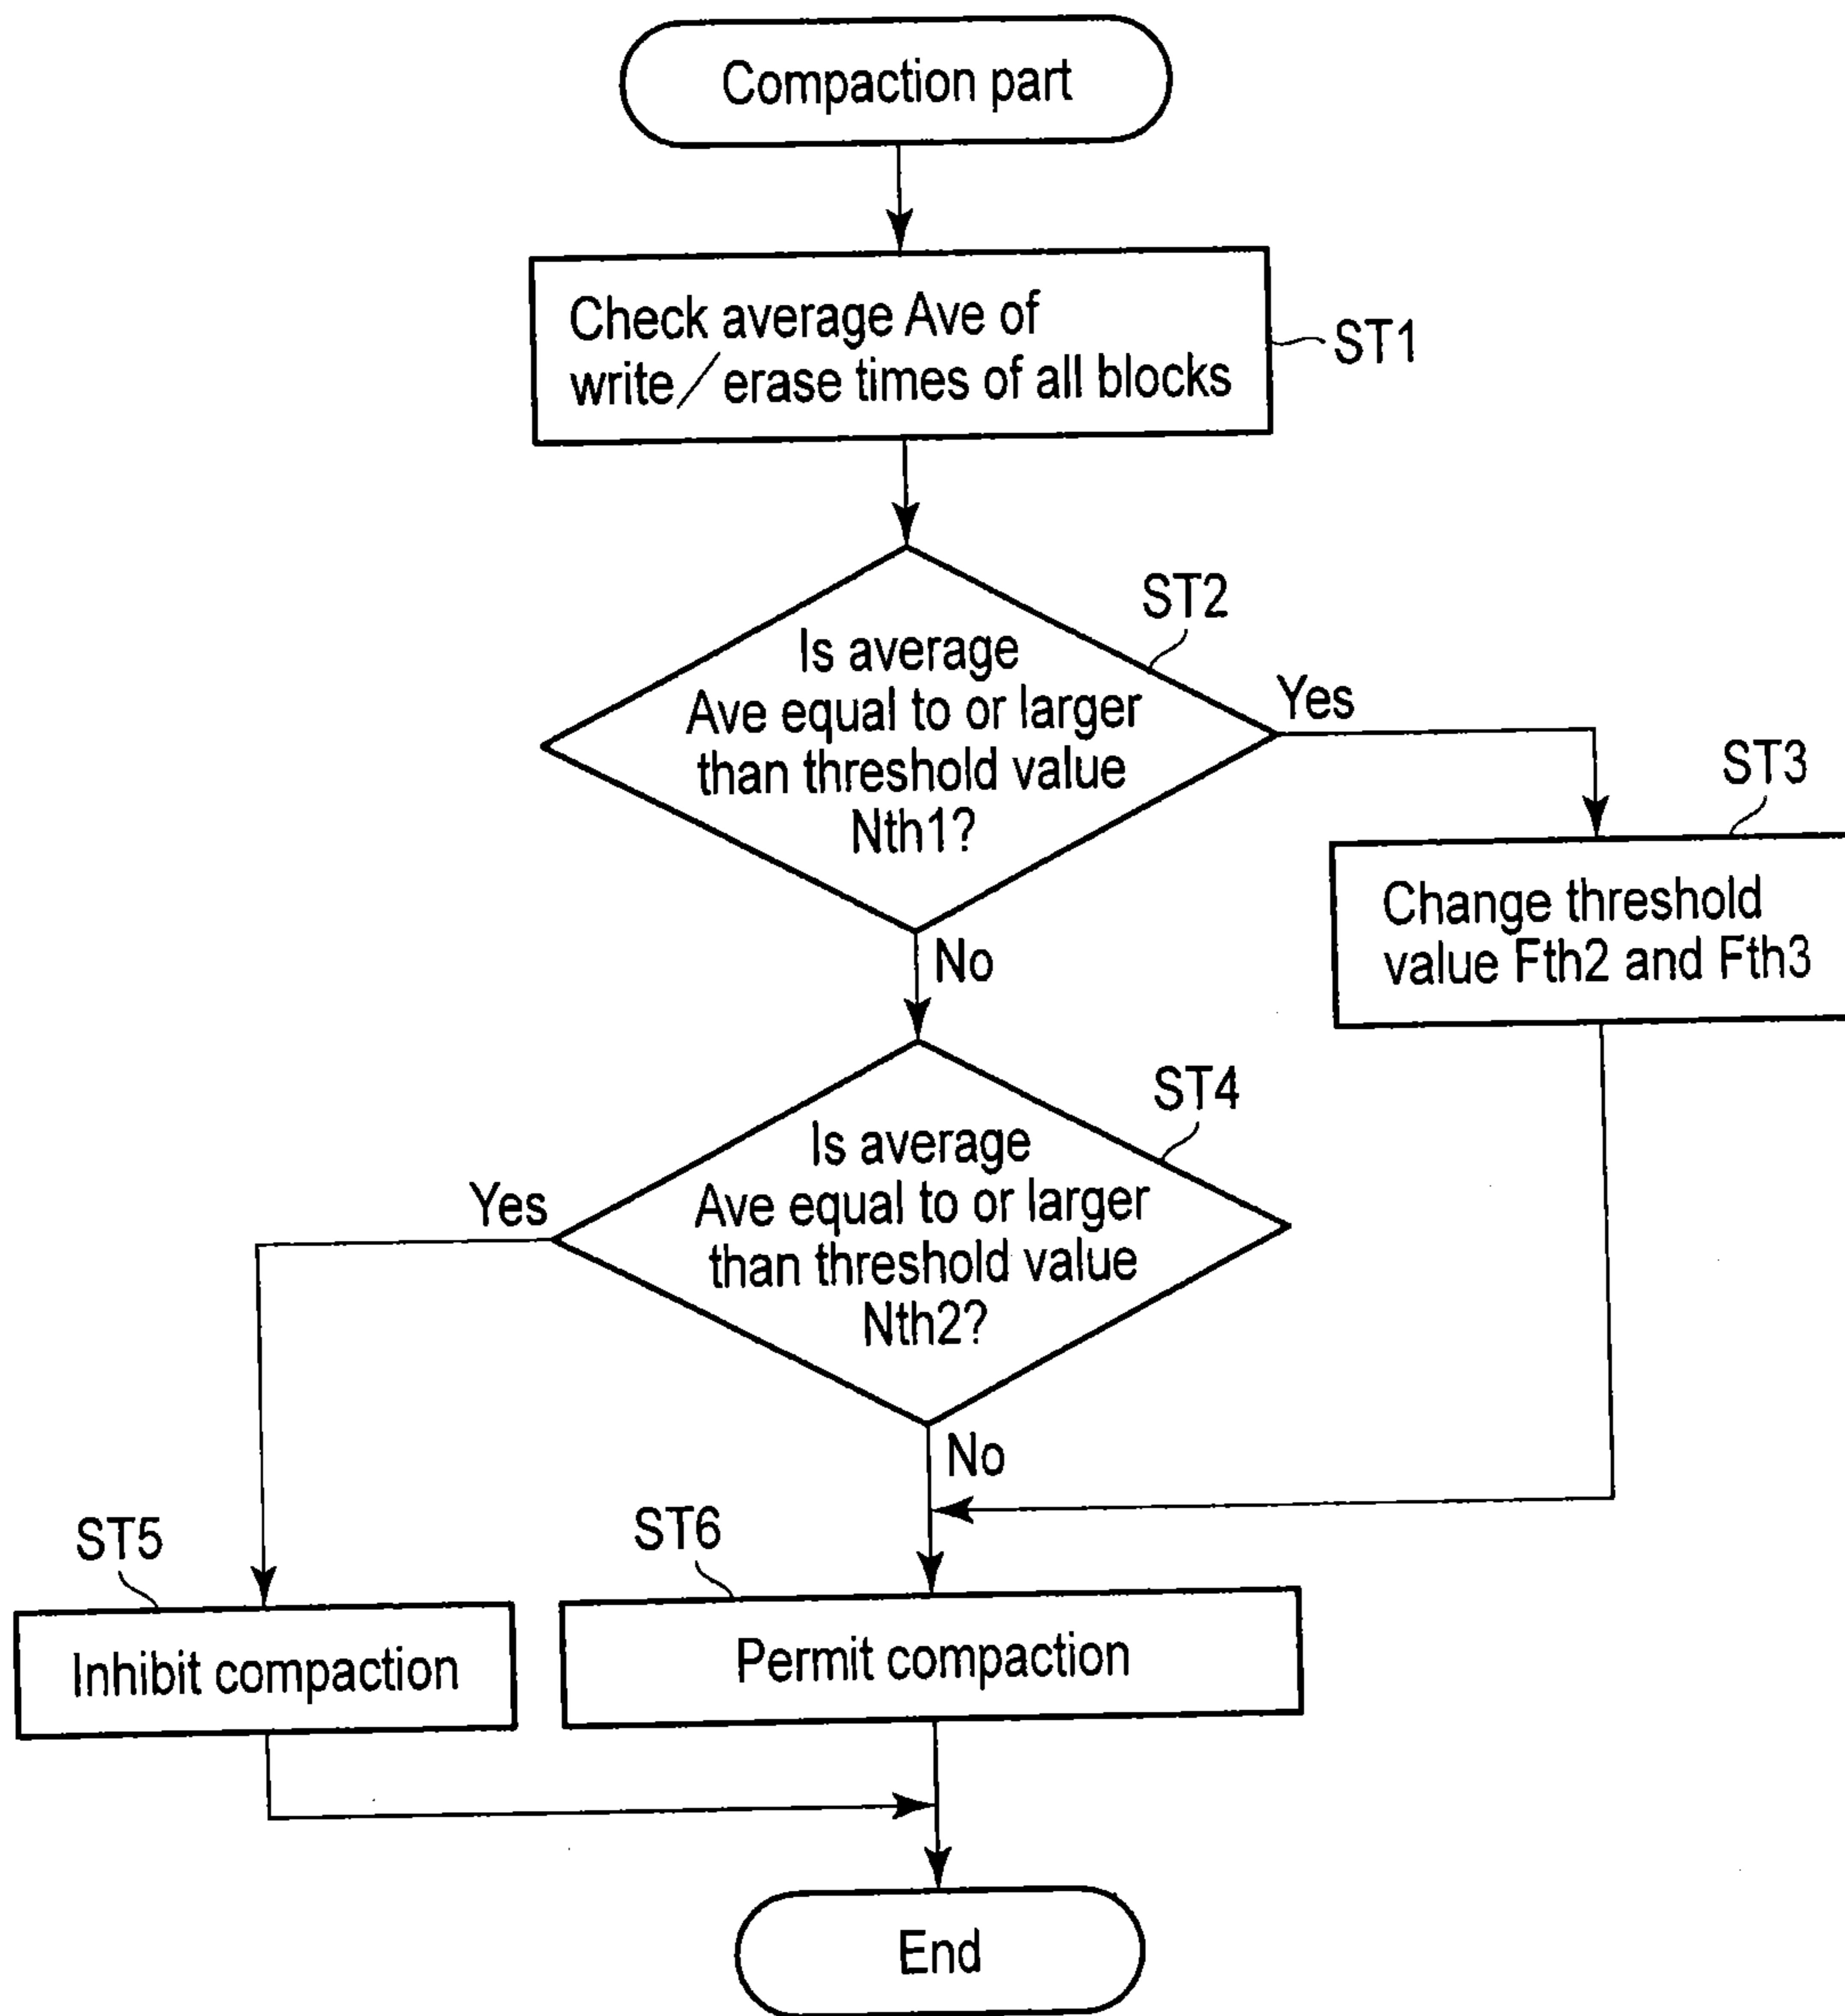 Compaction part
Check average Ave of
write/erase times of all blocks
ST1
ST2
Is average
Ave equal to or larger
than threshold value
Nth1?
Yes
No
ST3
Change threshold
value Fth2 and Fth3
ST4
Is average
Ave equal to or larger
than threshold value
Nth2?
Yes
No
ST5
Inhibit compaction
ST6
Permit compaction
End